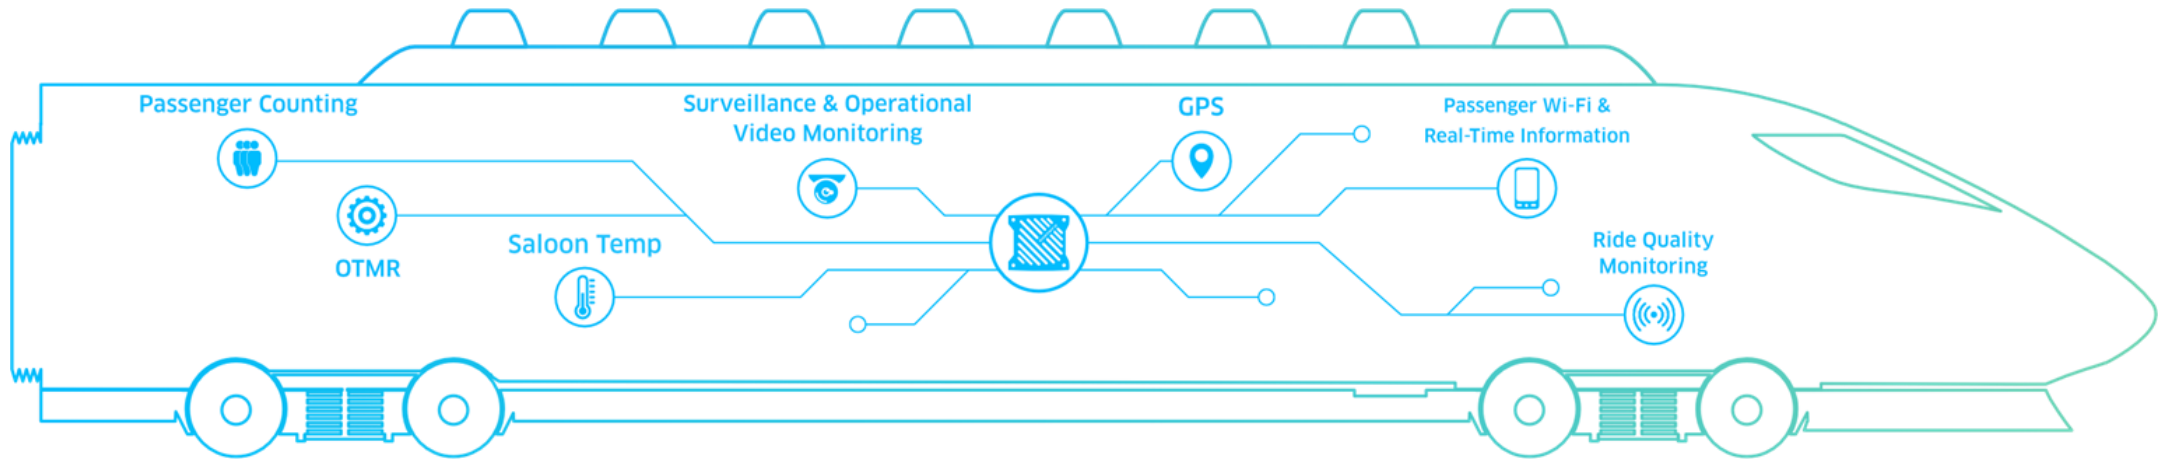 Passenger Counting
OTMR
Saloon Temp
Surveillance & Operational
Video Monitoring
GPS
Passenger Wi-Fi &
Real-Time Information
Ride Quality
Monitoring